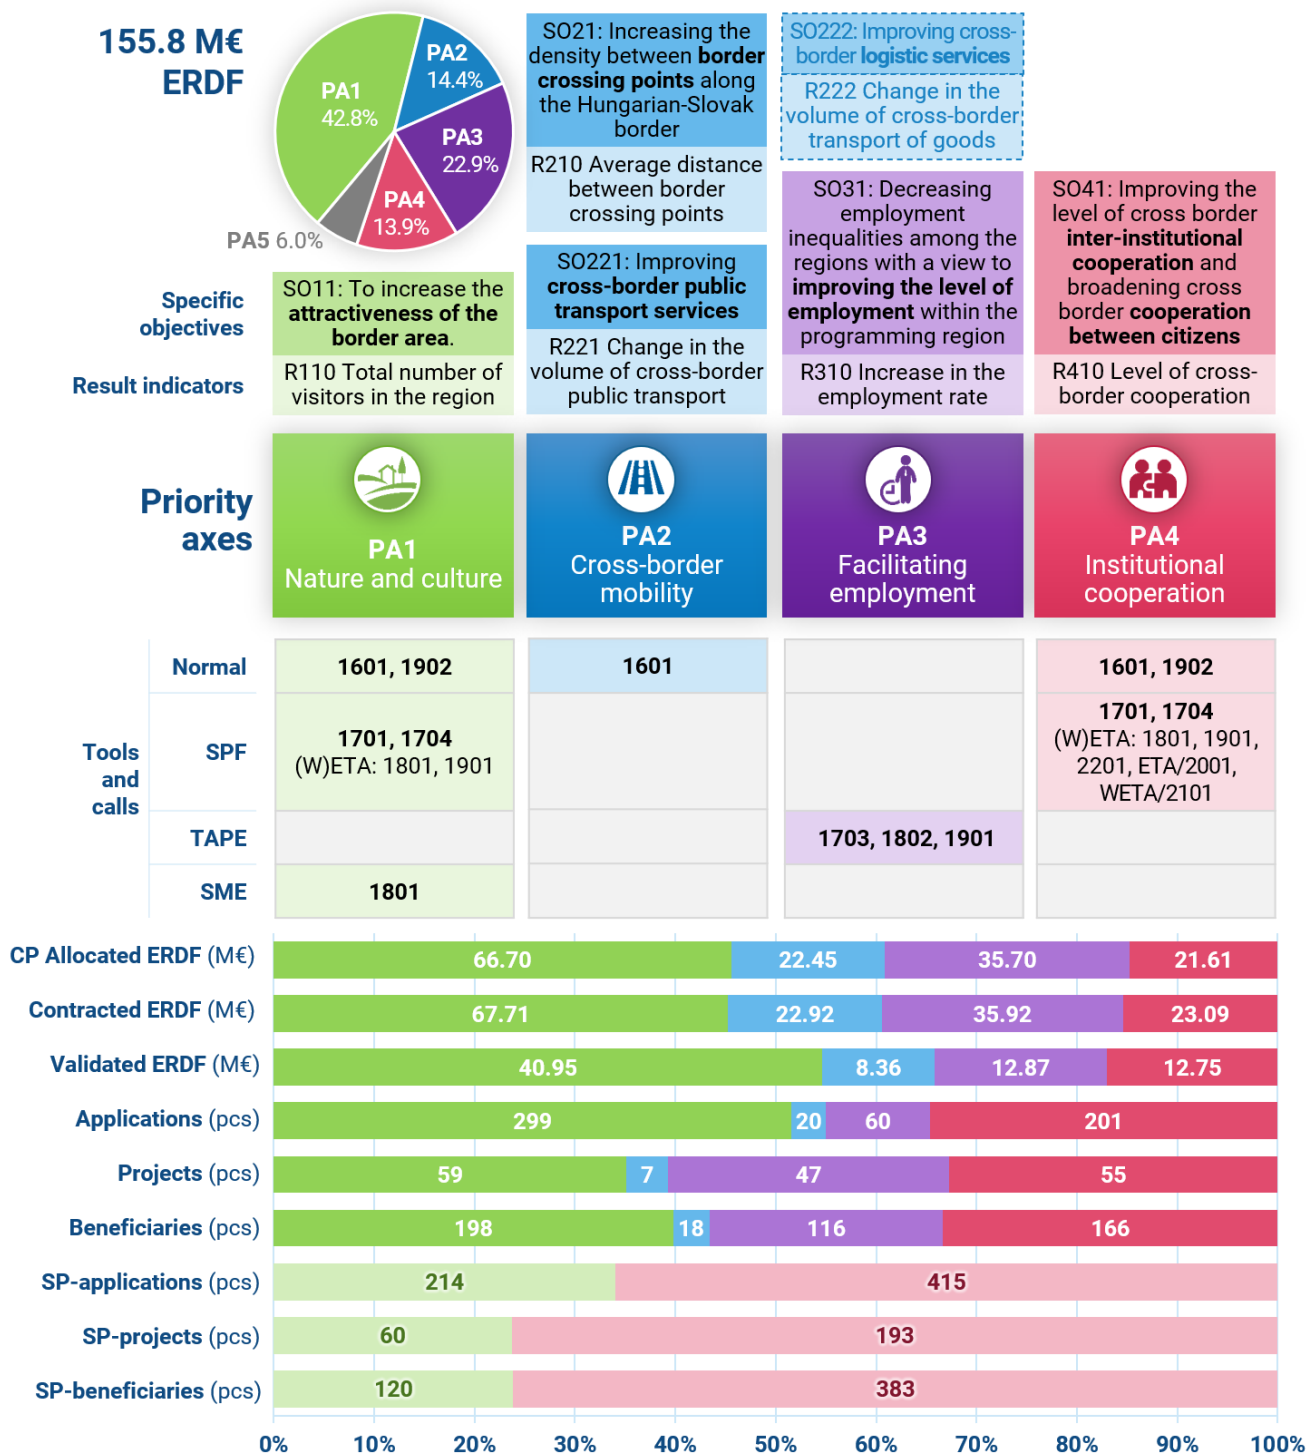 155.8 M€
ERDF
PA1
42.8%
PA2
14.4%
PA3
22.9%
PA4
13.9%
PA5 6.0%
SO21: Increasing the
density between border
crossing points along
the Hungarian-Slovak
border
R210 Average distance
between border
crossing points
SO222: Improving cross-
border logistic services
R222 Change in the
volume of cross-border
transport of goods
Specific
objectives
Result indicators
SO11: To increase the
attractiveness of the
border area.
R110 Total number of
visitors in the region
SO221: Improving
cross-border public
transport services
R221 Change in the
volume of cross-border
public transport
SO31: Decreasing
employment
inequalities among the
regions with a view to
improving the level of
employment within the
programming region
R310 Increase in the
employment rate
SO41: Improving the
level of cross border
inter-institutional
cooperation and
broadening cross
border cooperation
between citizens
R410 Level of cross-
border cooperation
Priority
axes
PA1
Nature and culture
PA2
Cross-border
mobility
PA3
Facilitating
employment
PA4
Institutional
cooperation
Tools
and
calls
Normal
1601, 1902
1601
1601, 1902
SPF
1701, 1704
(W)ETA: 1801, 1901
1701, 1704
(W)ETA: 1801, 1901,
2201, ETA/2001,
WETA/2101
TAPE
1703, 1802, 1901
SME
1801
CP Allocated ERDF (M€)
66.70
22.45
35.70
21.61
Contracted ERDF (M€)
67.71
22.92
35.92
23.09
Validated ERDF (M€)
40.95
8.36
12.87
12.75
Applications (pcs)
299
20
60
201
Projects (pcs)
59
7
47
55
Beneficiaries (pcs)
198
18
116
166
SP-applications (pcs)
214
415
SP-projects (pcs)
60
193
SP-beneficiaries (pcs)
120
383
0%
10%
20%
30%
40%
50%
60%
70%
80%
90%
100%